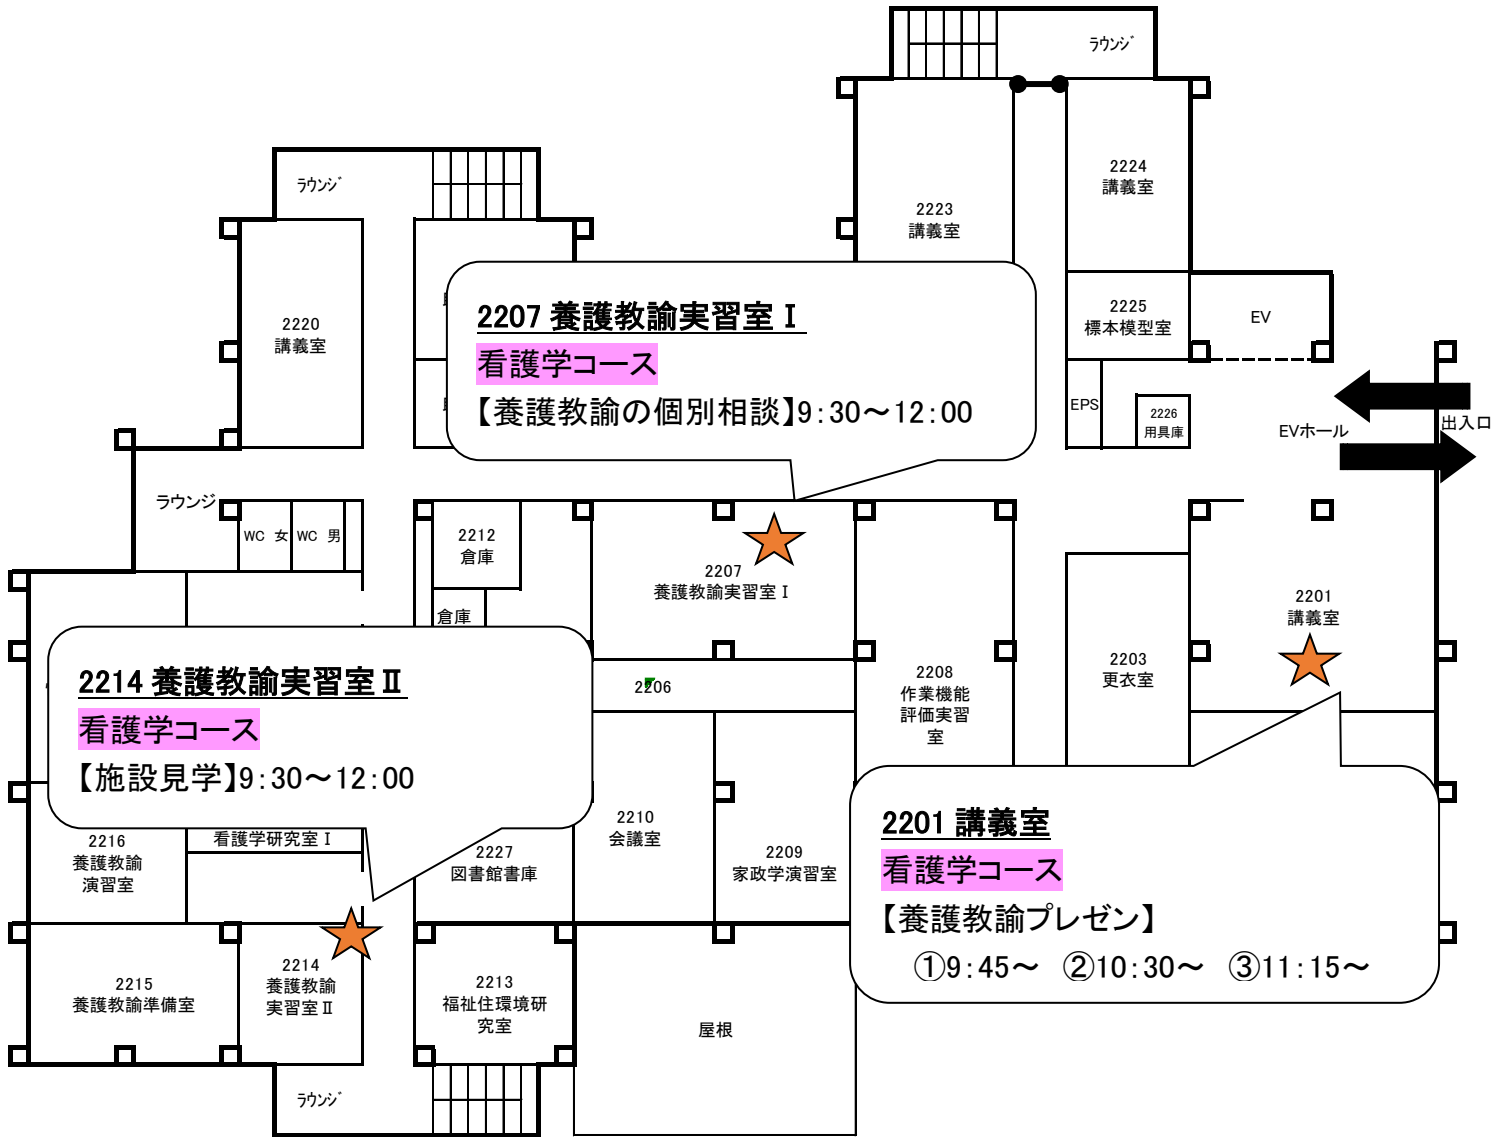 ﾗｳﾝｼﾞ
2224
講義室
ﾗｳﾝｼﾞ
2223
講義室
2220
講義室
2225
標本模型室
EV
2207 養護教諭実習室Ⅰ
看護学コース
【養護教諭の個別相談】9:30～12:00
EPS
2226
用具庫
EVホール
出入口
ラウンジ
WC 女
WC 男
2212
倉庫
倉庫
2207
養護教諭実習室Ⅰ
2201
講義室
2203
更衣室
2208
作業機能
評価実習
室
2206
2214 養護教諭実習室Ⅱ
看護学コース
【施設見学】9:30～12:00
2216
養護教諭
演習室
看護学研究室Ⅰ
2227
図書館書庫
2210
会議室
2209
家政学演習室
2201 講義室
看護学コース
【養護教諭プレゼン】
①9:45～ ②10:30～ ③11:15～
2215
養護教諭準備室
2214
養護教諭
実習室Ⅱ
2213
福祉住環境研
究室
屋根
ﾗｳﾝｼﾞ